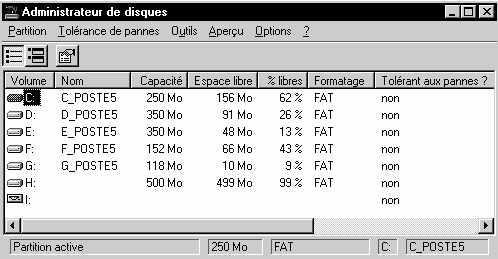 Administrateur de disques
Partition Tolérance de pannes Outils Aperçu Options ?
Volume Nom Capacité Espace libre % libres Formatage Tolérant aux pannes ?
C: C_POSTE5 250 Mo 156 Mo 62 % FAT non
D: D_POSTE5 350 Mo 91 Mo 26 % FAT non
E: E_POSTE5 350 Mo 48 Mo 13 % FAT non
F: F_POSTE5 152 Mo 66 Mo 43 % FAT non
G: G_POSTE5 118 Mo 10 Mo 9 % FAT non
H: 500 Mo 499 Mo 99 % FAT non
I: non
Partition active 250 Mo FAT C: C_POSTE5